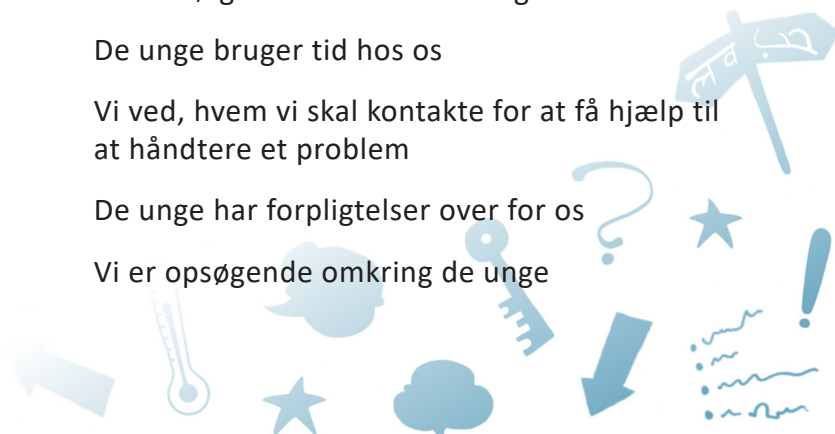 De unge bruger tid hos os
Vi ved, hvem vi skal kontakte for at få hjælp til
at håndtere et problem
De unge har forpligtelser over for os
Vi er opsøgende omkring de unge